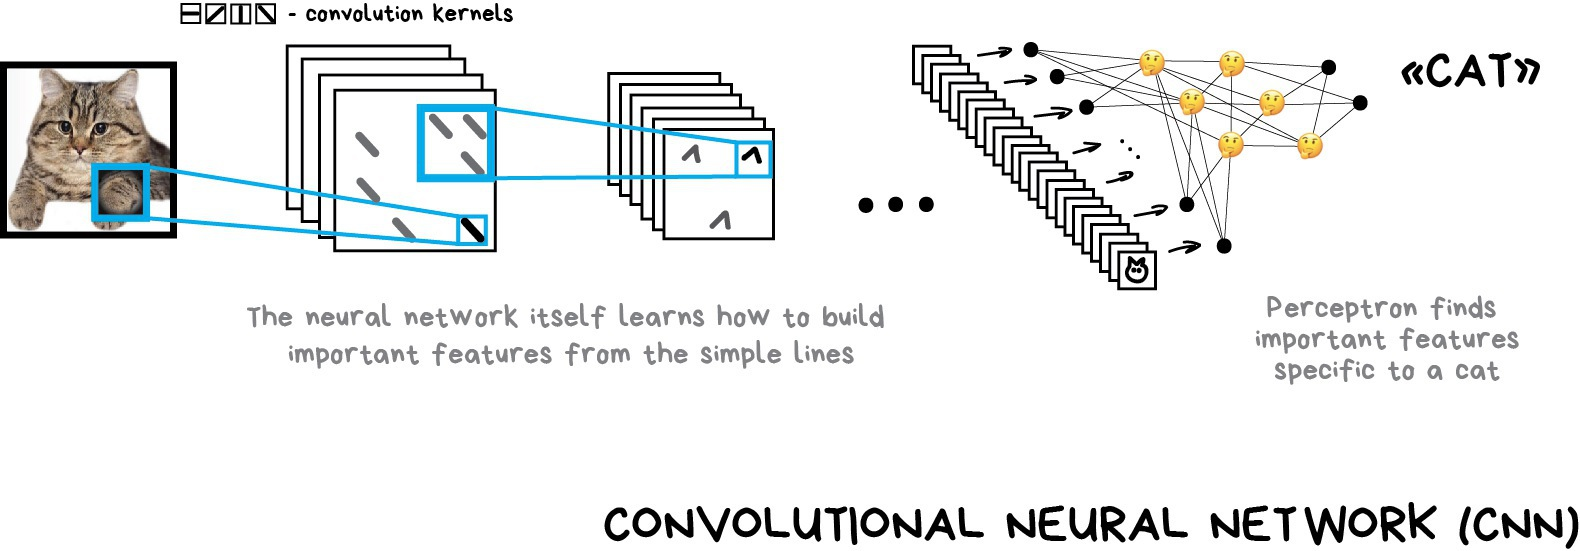 - convolution kernels
«CAT»
The neural network itself learns how to build
important features from the simple lines
Perceptron finds
important features
specific to a cat
CONVOLUTIONAL NEURAL NETWORK (CNN)